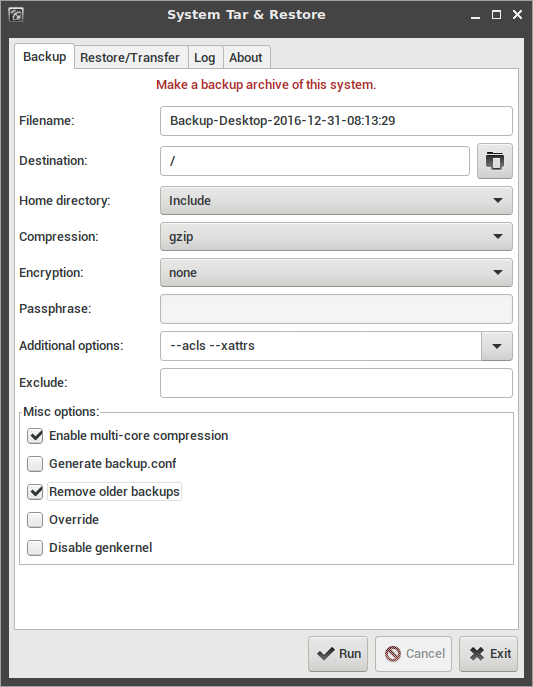 System Tar & Restore
Backup Restore/Transfer Log About
Make a backup archive of this system.
Filename: Backup-Desktop-2016-12-31-08:13:29
Destination: /
Home directory: Include
Compression: gzip
Encryption: none
Passphrase:
Additional options: --acls --xattrs
Exclude:
Misc options:
Enable multi-core compression
Generate backup.conf
Remove older backups
Override
Disable genkernel
Run Cancel Exit